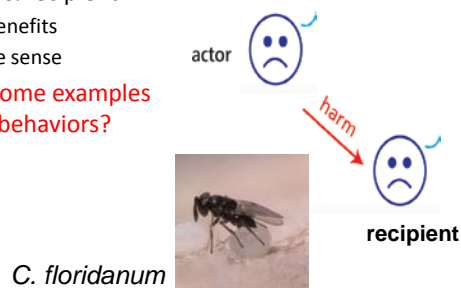 enefits
e sense
ome examples
behaviors?
actor
harm
recipient
C. floridanum